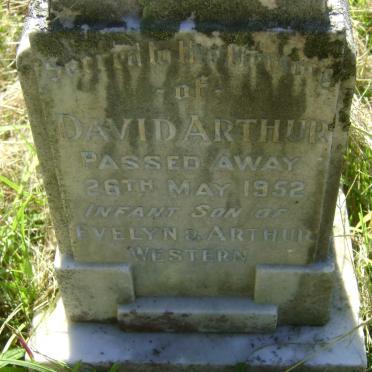 Sacred to the Memory
- of -
DAVID ARTHUR
PASSED AWAY
26TH MAY 1952
INFANT SON OF
EVELYN & ARTHUR
WESTERN